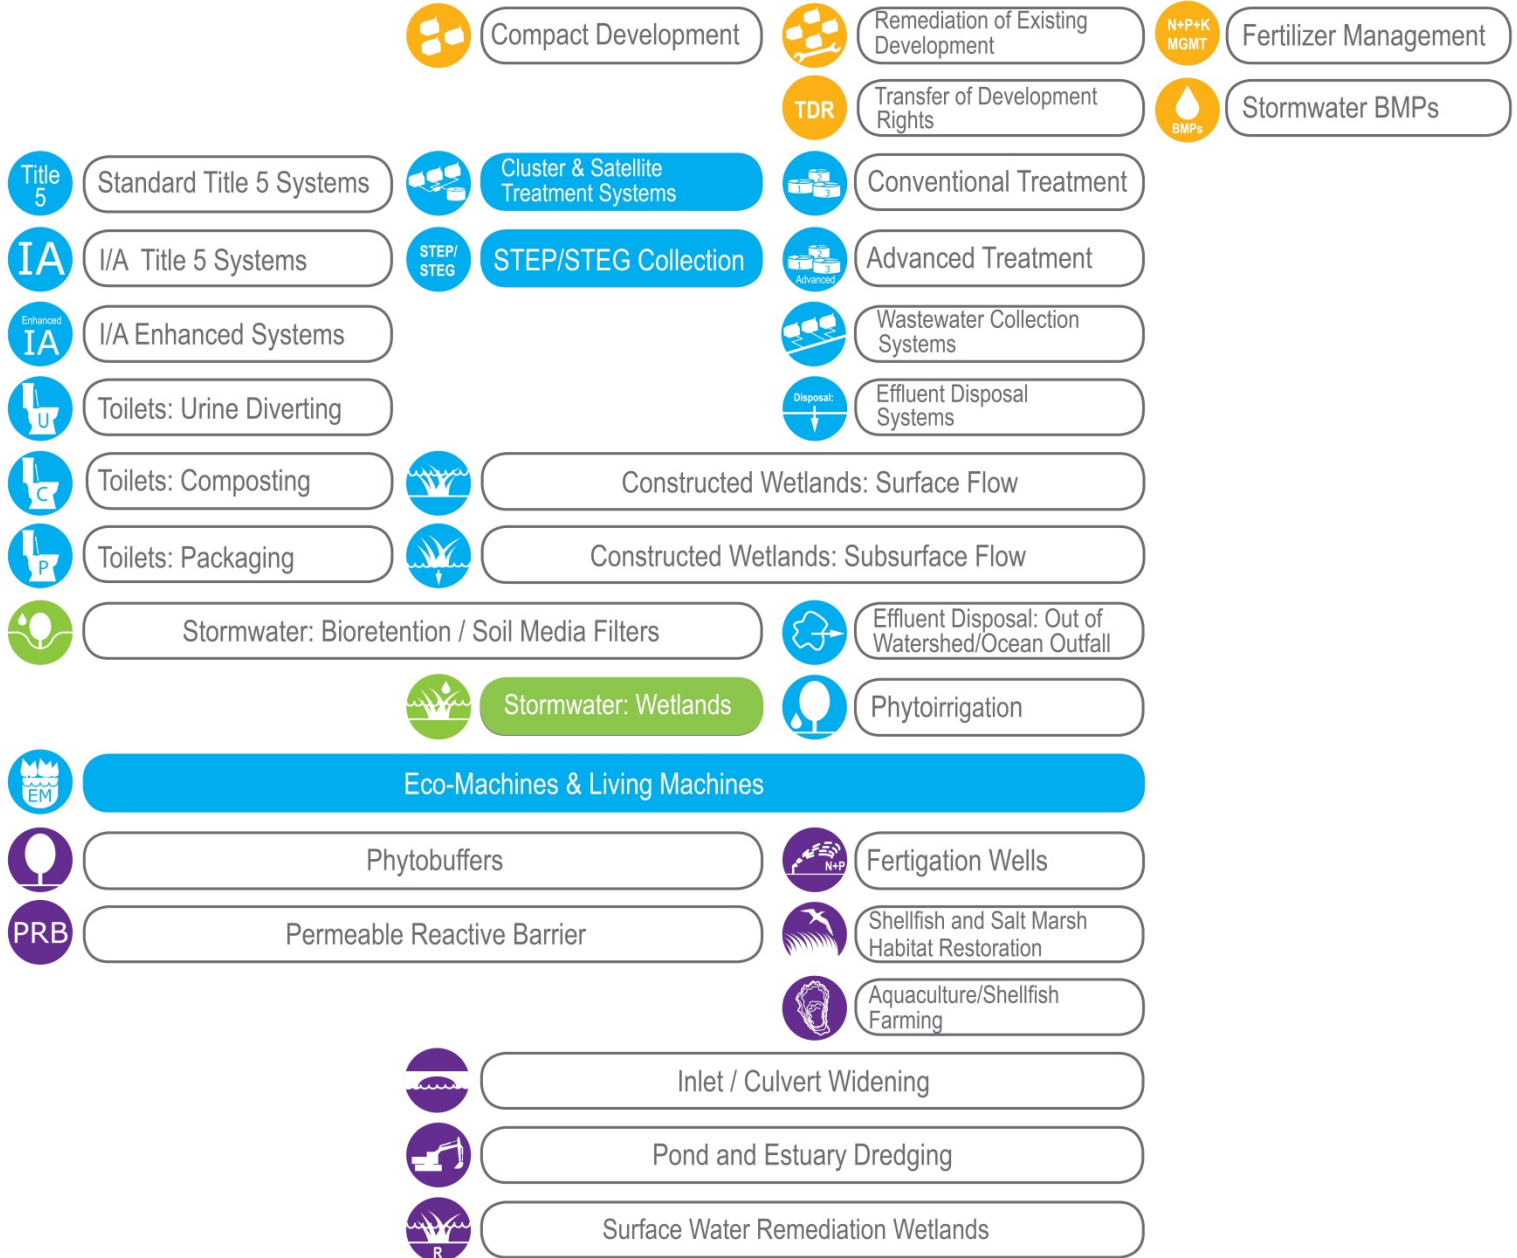 Compact Development
Remediation of Existing
Development
N+P+K
MGMT
Fertilizer Management
TDR
Transfer of Development
Rights
BMPs
Stormwater BMPs
Title
5
Standard Title 5 Systems
Cluster & Satellite
Treatment Systems
1
2
3
Conventional Treatment
IA
I/A Title 5 Systems
STEP/
STEG
STEP/STEG Collection
1
2
3
Advanced
Advanced Treatment
Enhanced
IA
I/A Enhanced Systems
Wastewater Collection
Systems
U
Toilets: Urine Diverting
Disposal:
Effluent Disposal
Systems
C
Toilets: Composting
Constructed Wetlands: Surface Flow
P
Toilets: Packaging
Constructed Wetlands: Subsurface Flow
Stormwater: Bioretention / Soil Media Filters
Effluent Disposal: Out of
Watershed/Ocean Outfall
Stormwater: Wetlands
Phytoirrigation
EM
Eco-Machines & Living Machines
Phytobuffers
N+P
Fertigation Wells
PRB
Permeable Reactive Barrier
Shellfish and Salt Marsh
Habitat Restoration
Aquaculture/Shellfish
Farming
Inlet / Culvert Widening
Pond and Estuary Dredging
R
Surface Water Remediation Wetlands